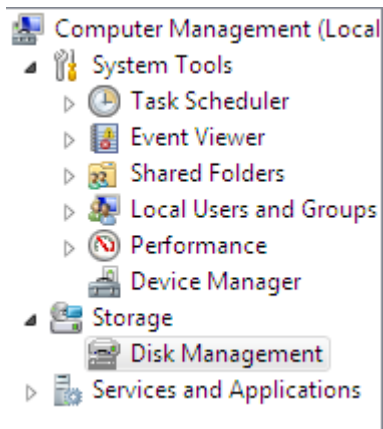 Computer Management (Local
System Tools
Task Scheduler
Event Viewer
Shared Folders
Local Users and Groups
Performance
Device Manager
Storage
Disk Management
Services and Applications